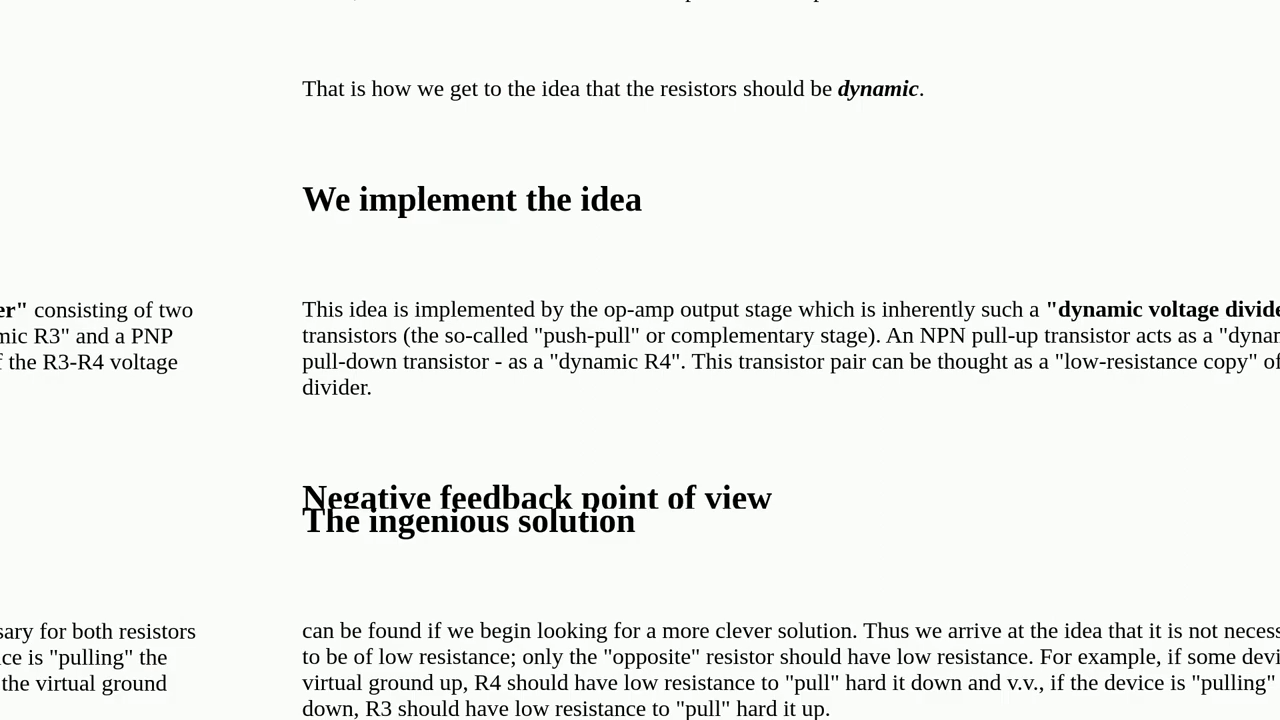 That is how we get to the idea that the resistors should be dynamic.
We implement the idea
er" consisting of two
mic R3" and a PNP
f the R3-R4 voltage
This idea is implemented by the op-amp output stage which is inherently such a "dynamic voltage divide
transistors (the so-called "push-pull" or complementary stage). An NPN pull-up transistor acts as a "dynam
pull-down transistor - as a "dynamic R4". This transistor pair can be thought as a "low-resistance copy" of
divider.
Negative feedback point of view
The ingenious solution
sary for both resistors
ice is "pulling" the
the virtual ground
can be found if we begin looking for a more clever solution. Thus we arrive at the idea that it is not necess
to be of low resistance; only the "opposite" resistor should have low resistance. For example, if some devi
virtual ground up, R4 should have low resistance to "pull" hard it down and v.v., if the device is "pulling"
down, R3 should have low resistance to "pull" hard it up.